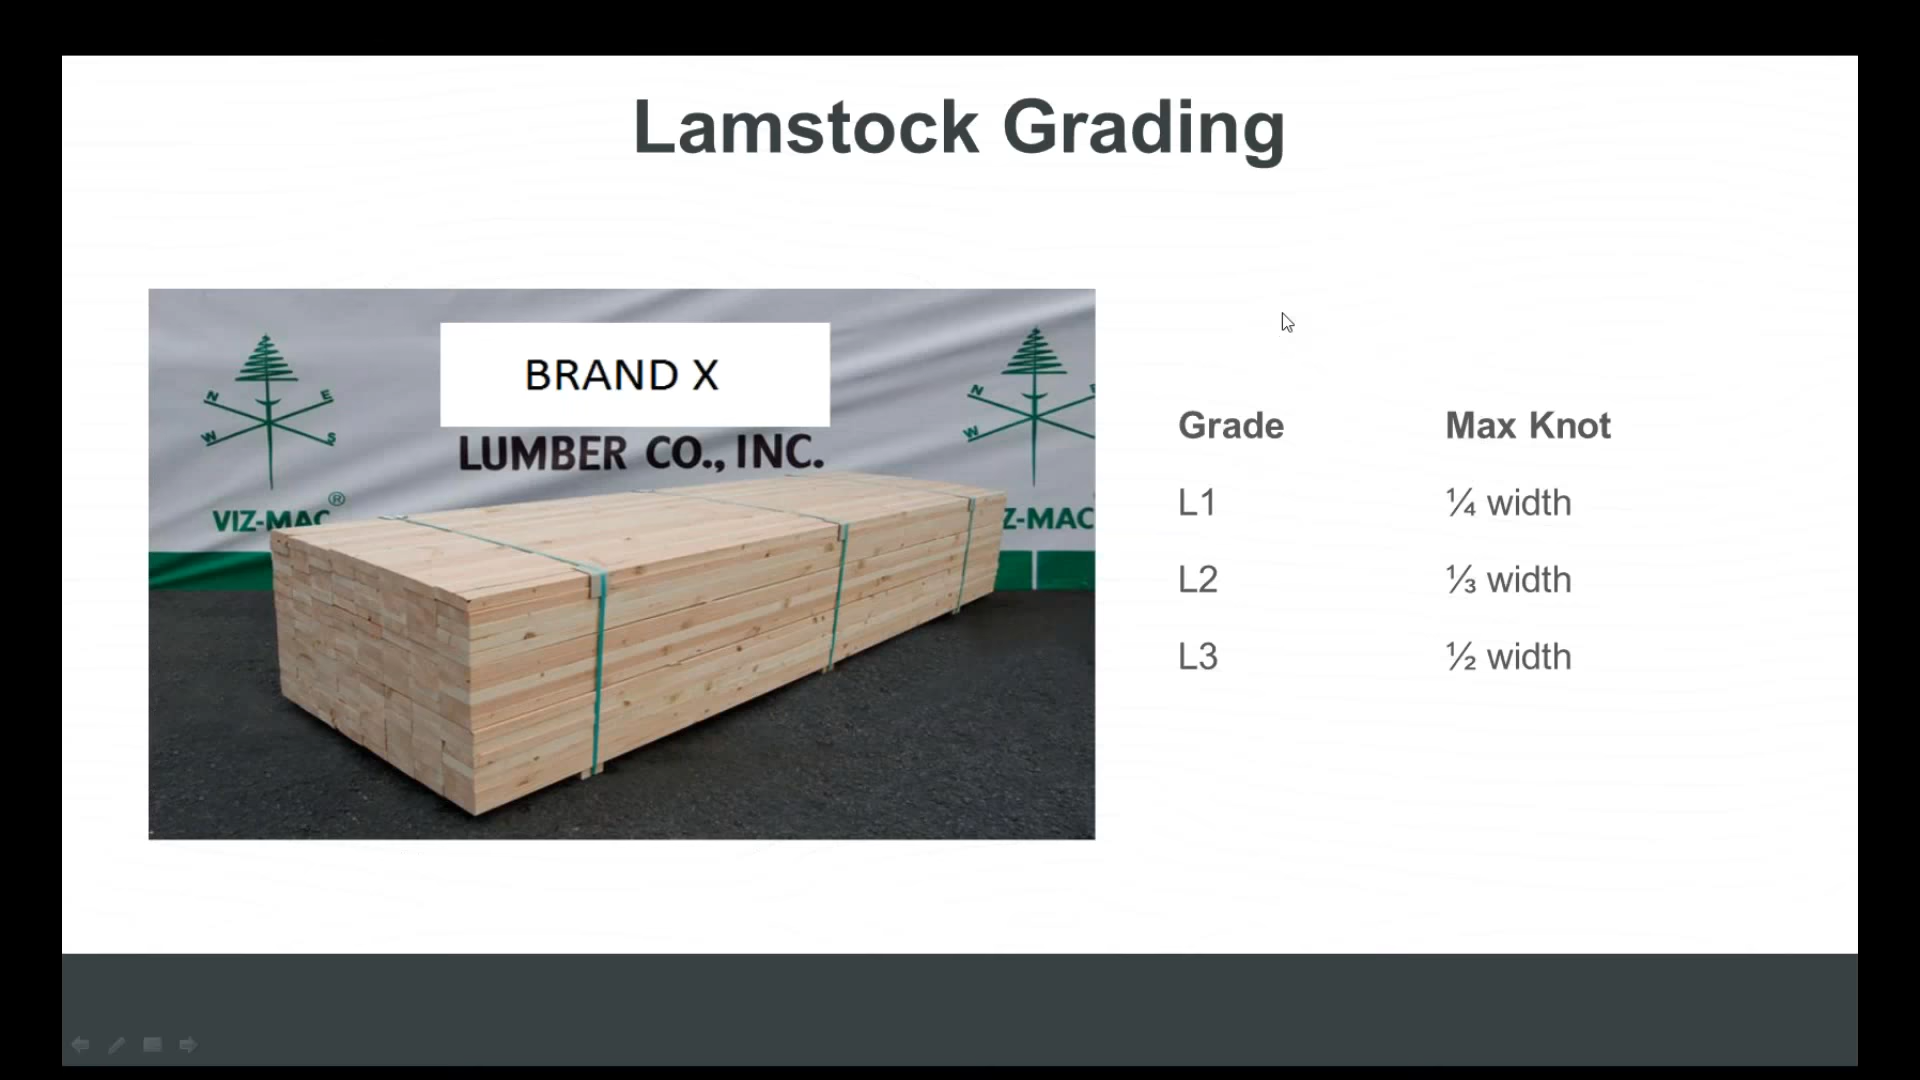 Lamstock Grading
BRAND X
LUMBER CO., INC.
N E
W S
VIZ-MAC®
N
W
Z-MAC
Grade Max Knot
L1 ¼ width
L2 ⅓ width
L3 ½ width